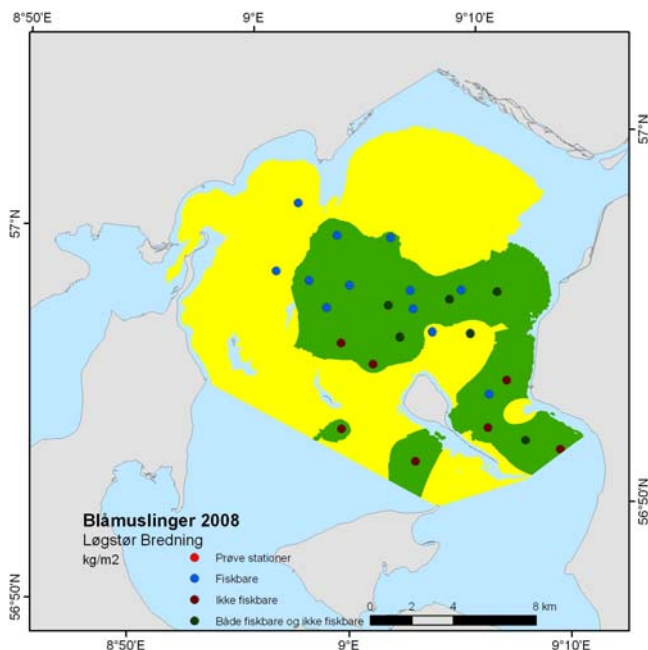 8°50'E 9°E 9°10'E
57°N
57°N
56°50'N
56°50'N
Blåmuslinger 2008
Løgstør Bredning
kg/m2
Prøve stationer
Fiskbare
Ikke fiskbare
Både fiskbare og ikke fiskbare
0 2 4 8 km
8°50'E 9°E 9°10'E